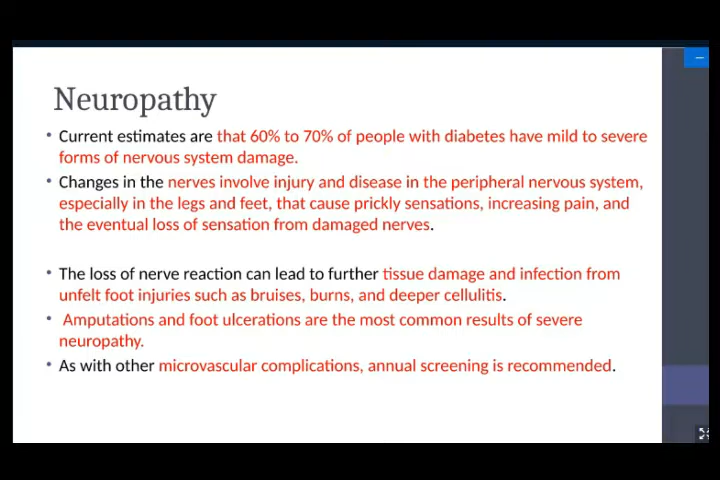 Neuropathy
• Current estimates are that 60% to 70% of people with diabetes have mild to severe
forms of nervous system damage.
• Changes in the nerves involve injury and disease in the peripheral nervous system,
especially in the legs and feet, that cause prickly sensations, increasing pain, and
the eventual loss of sensation from damaged nerves.
• The loss of nerve reaction can lead to further tissue damage and infection from
unfelt foot injuries such as bruises, burns, and deeper cellulitis.
• Amputations and foot ulcerations are the most common results of severe
neuropathy.
• As with other microvascular complications, annual screening is recommended.